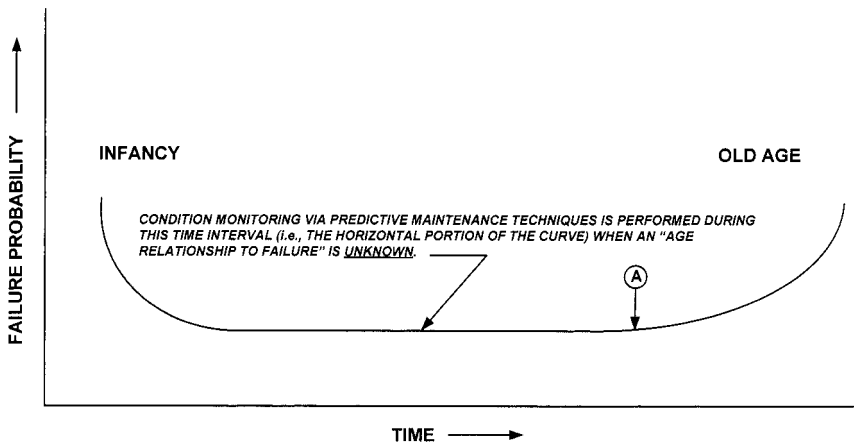 INFANCY
OLD AGE
CONDITION MONITORING VIA PREDICTIVE MAINTENANCE TECHNIQUES IS PERFORMED DURING
THIS TIME INTERVAL (i.e., THE HORIZONTAL PORTION OF THE CURVE) WHEN AN “AGE
RELATIONSHIP TO FAILURE” IS UNKNOWN.
A
FAILURE PROBABILITY
TIME